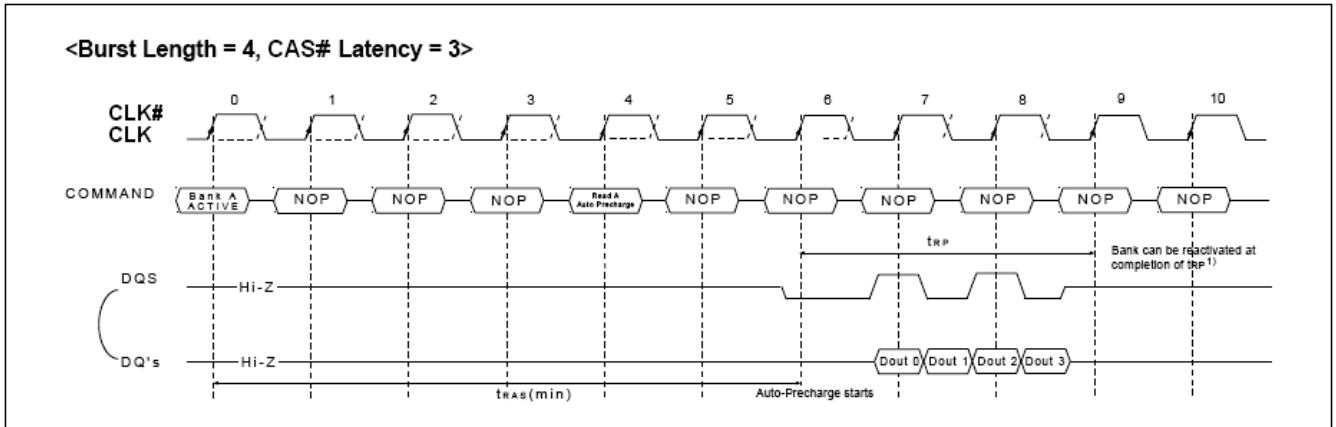 <Burst Length = 4, CAS# Latency = 3>
0 1 2 3 4 5 6 7 8 9 10
CLK#
CLK
COMMAND
Bank A
ACTIVE
NOP
NOP
NOP
Read A
Auto Precharge
NOP
NOP
NOP
NOP
NOP
NOP
tRP
Bank can be reactivated at
completion of tRP 1)
DQS
Hi-Z
DQ's
Hi-Z
Dout 0 Dout 1 Dout 2 Dout 3
tRAS(min)
Auto-Precharge starts